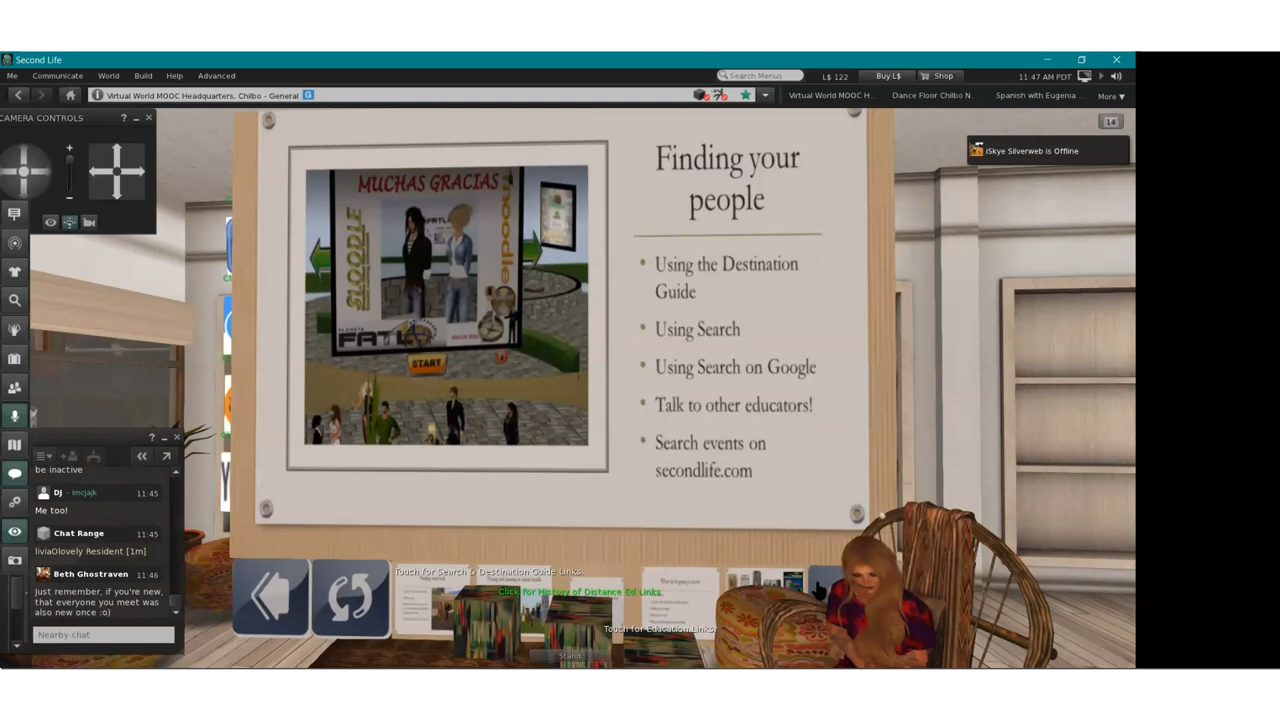 Second Life
Me Communicate World Build Help Advanced
Search Menus
L$ 122
Buy L$
Shop
11:47 AM PDT
Virtual World MOOC Headquarters, Chilbo - General G
Virtual World MOOC H...
Dance Floor Chilbo N...
Spanish with Eugenia ...
More ▼
CAMERA CONTROLS ?
14
iSkye Silverweb is Offline
MUCHAS GRACIAS
SLOODLE
moodle
FATLA
START
Finding your
people
• Using the Destination
Guide
• Using Search
• Using Search on Google
• Talk to other educators!
• Search events on
secondlife.com
be inactive
DJ - imcjajk 11:45
Me too!
Chat Range 11:45
liviaOlovely Resident [1m]
Beth Ghostraven 11:46
Just remember, if you're new,
that everyone you meet was
also new once ;o)
Nearby chat
Touch for Search & Destination Guide Links.
Click for History of Distance Ed Links.
Touch for Education Links!
Stand